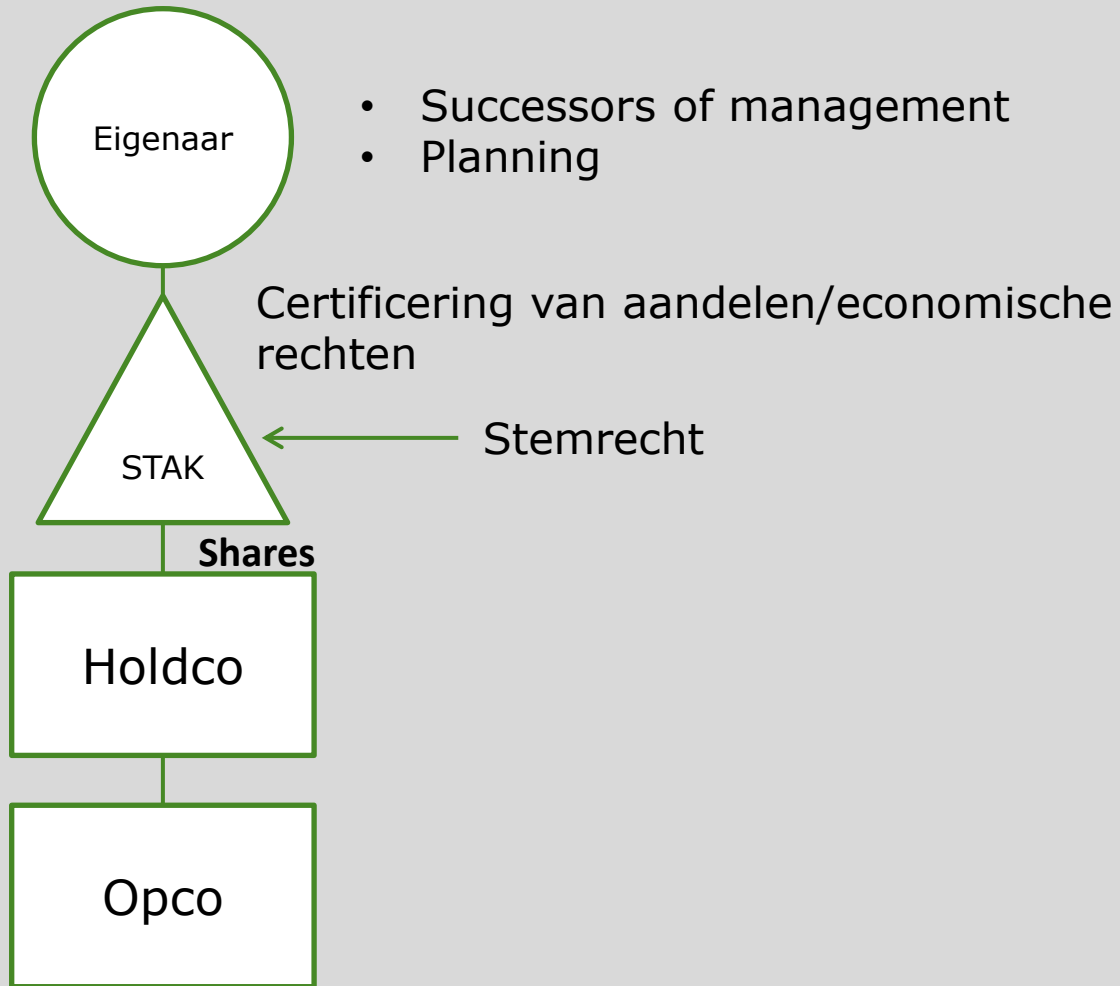 Eigenaar
• Successors of management
• Planning
Certificering van aandelen/economische
rechten
Stemrecht
STAK
Shares
Holdco
Opco